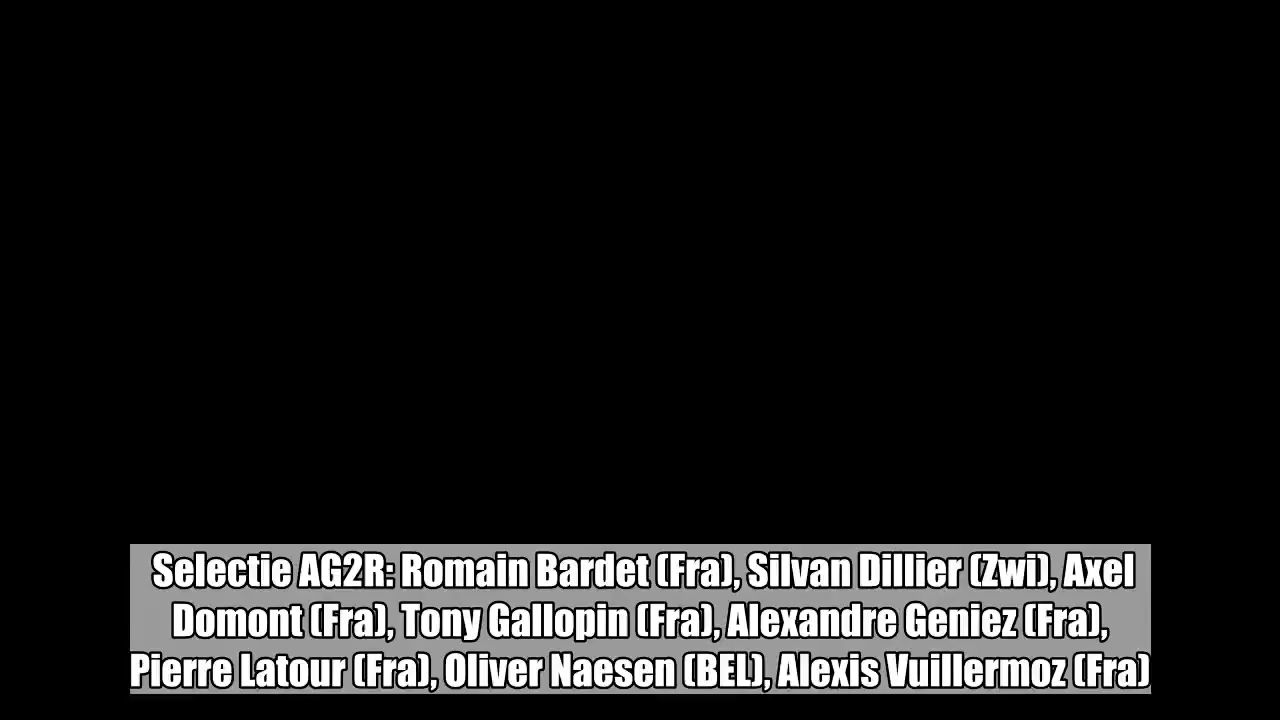 Selectie AG2R: Romain Bardet (Fra), Silvan Dillier (Zwi), Axel
Domont (Fra), Tony Gallopin (Fra), Alexandre Geniez (Fra),
Pierre Latour (Fra), Oliver Naesen (BEL), Alexis Vuillermoz (Fra)